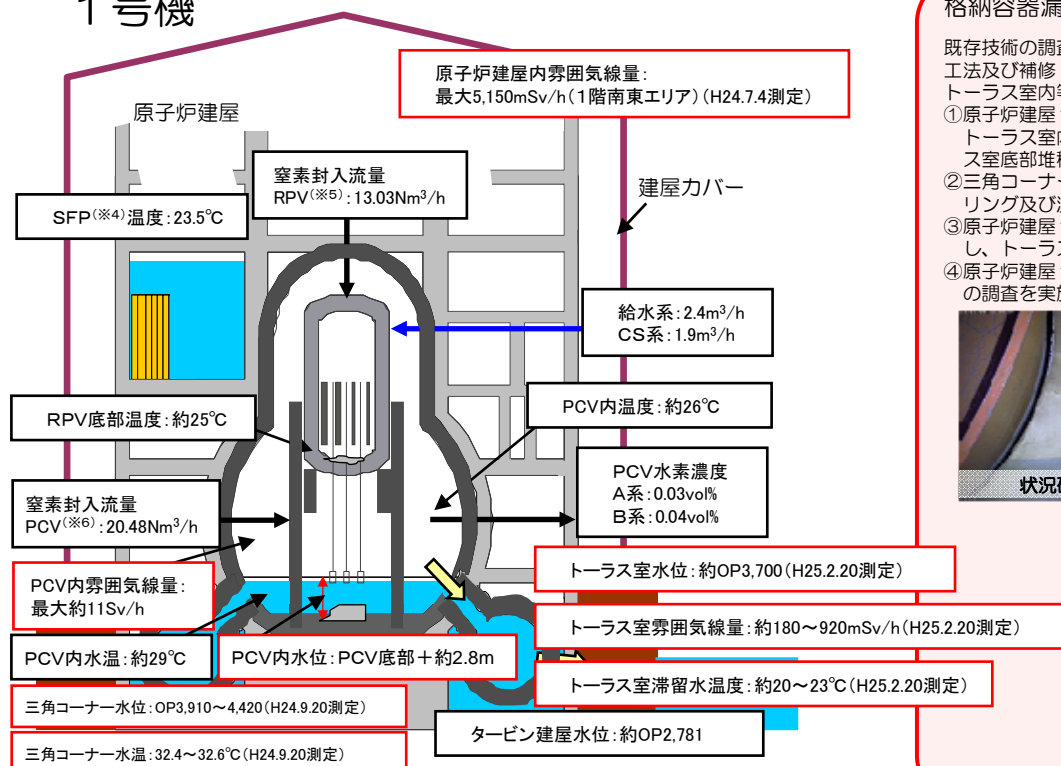 1号機
原子炉建屋
原子炉建屋内雰囲気線量:
最大5,150mSv/h(1階南東エリア)(H24.7.4測定)
窒素封入流量
RPV(※5):13.03Nm3/h
建屋カバー
SFP(※4)温度:23.5℃
給水系:2.4m3/h
CS系:1.9m3/h
RPV底部温度:約25℃
PCV内温度:約26℃
PCV水素濃度
A系:0.03vol%
B系:0.04vol%
窒素封入流量
PCV(※6):20.48Nm3/h
PCV内雰囲気線量:
最大約11Sv/h
トーラス室水位:約OP3,700(H25.2.20測定)
トーラス室雰囲気線量:約180～920mSv/h(H25.2.20測定)
PCV内水温:約29℃
PCV内水位:PCV底部+約2.8m
トーラス室滞留水温度:約20～23℃(H25.2.20測定)
三角コーナー水位:OP3,910～4,420(H24.9.20測定)
タービン建屋水位:約OP2,781
三角コーナー水温:32.4～32.6℃(H24.9.20測定)
格納容器漏
既存技術の調査
工法及び補修
トーラス室内等
①原子炉建屋
トーラス室内
ス室底部堆積
②三角コーナー
リング及び
③原子炉建屋
し、トーラス
④原子炉建屋
の調査を実施
状況